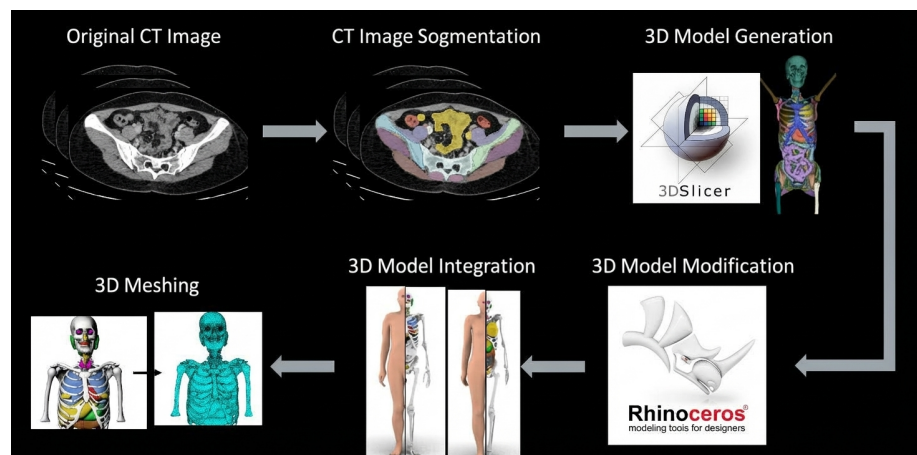 Original CT Image
CT Image Sogmentation
3D Model Generation
3DSlicer
3D Meshing
3D Model Integration
3D Model Modification
Rhinoceros®
modeling tools for designers